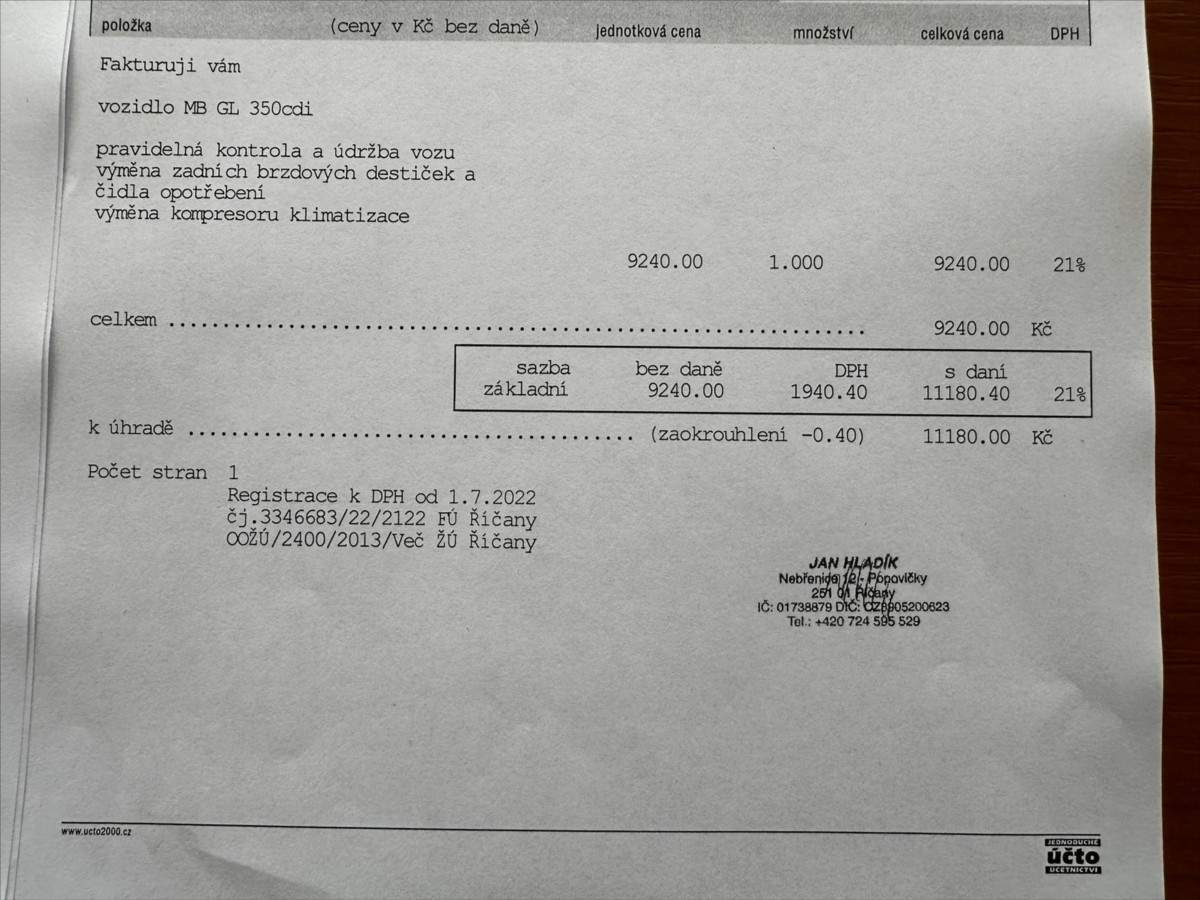 položka (ceny v Kč bez daně) jednotková cena množství celková cena DPH
Fakturuji vám
vozidlo MB GL 350cdi
pravidelná kontrola a údržba vozu
výměna zadních brzdových destiček a
čidla opotřebení
výměna kompresoru klimatizace
9240.00 1.000 9240.00 21%
celkem ................................................................ 9240.00 Kč
sazba bez daně DPH s daní
základní 9240.00 1940.40 11180.40 21%
k úhradě ......................................... (zaokrouhlení -0.40) 11180.00 Kč
Počet stran 1
Registrace k DPH od 1.7.2022
čj.3346683/22/2122 FÚ Říčany
OOŽÚ/2400/2013/Več ŽÚ Říčany
JAN HLADÍK
12 - Popovičky
251 01 Říčany
IČ: 01738879 DIČ:
Tel.: +420 724 595 529
www.ucto2000.cz
JEDNODUCHÉ
účto
ÚČETNICTVÍ